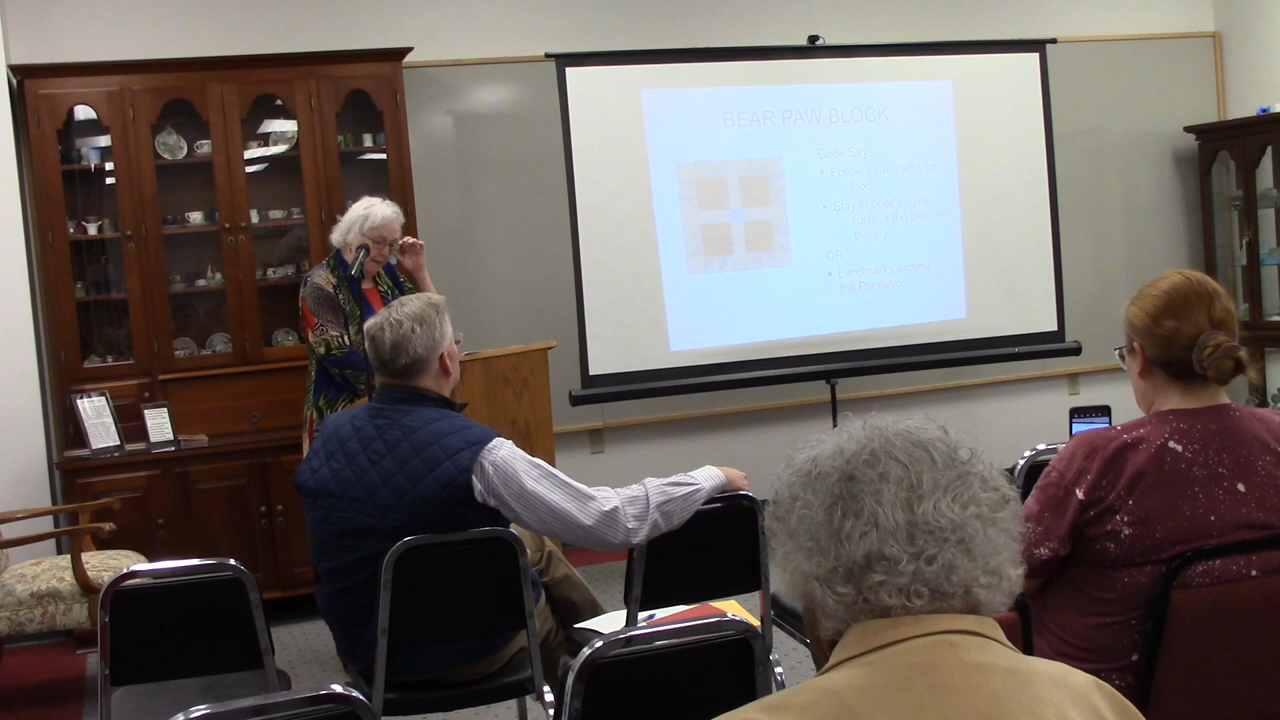 BEAR PAW BLOCK
Code Says
• Follow bear tracks for
food
• Stay in bear's cave
(unless the bear is
there!)
OR
• Landmarks around
the Plantation